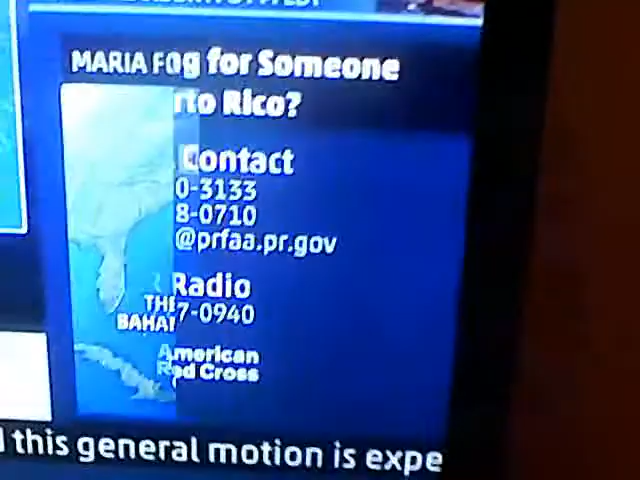 MARIA FO g for Someone
rto Rico?
Contact
0-3133
8-0710
@prfaa.pr.gov
Radio
THE 7-0940
BAHA
American
Red Cross
this general motion is expe